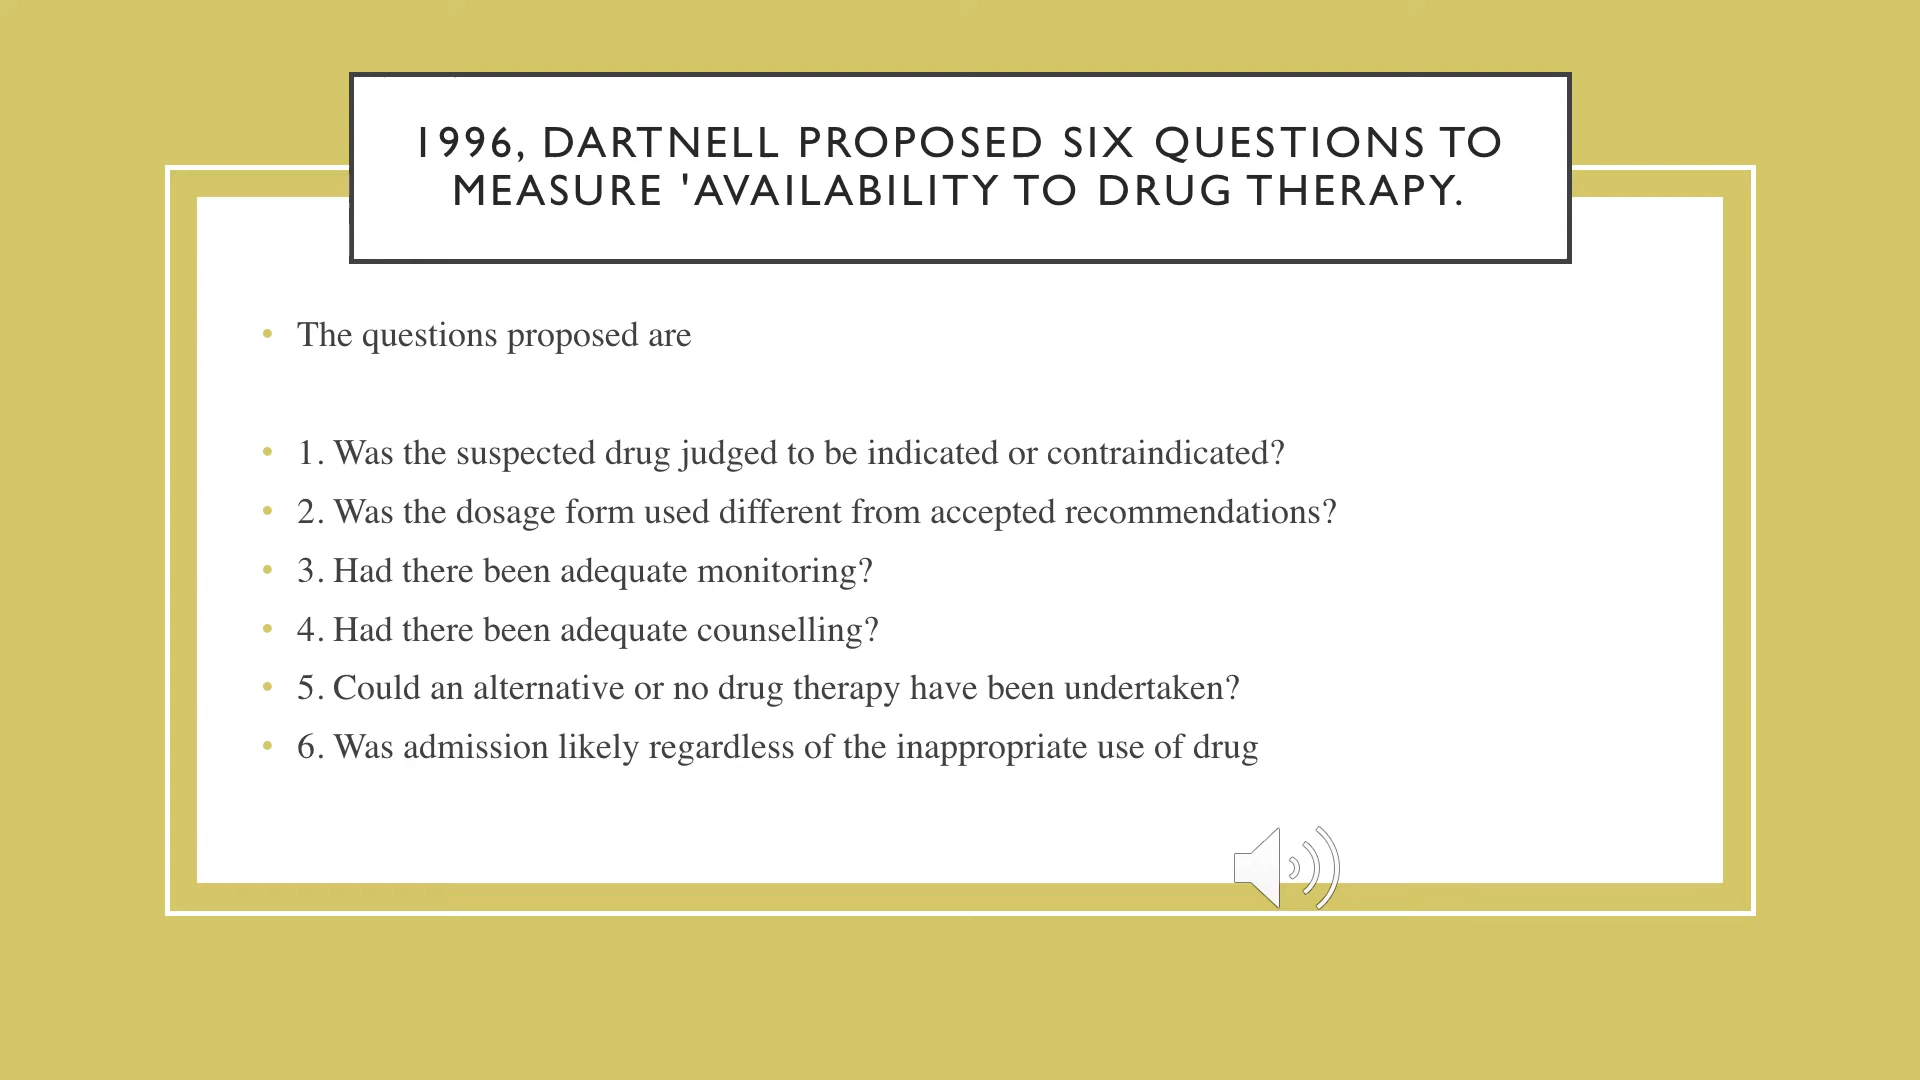 1996, DARTNELL PROPOSED SIX QUESTIONS TO
MEASURE 'AVAILABILITY TO DRUG THERAPY.
• The questions proposed are
• 1. Was the suspected drug judged to be indicated or contraindicated?
• 2. Was the dosage form used different from accepted recommendations?
• 3. Had there been adequate monitoring?
• 4. Had there been adequate counselling?
• 5. Could an alternative or no drug therapy have been undertaken?
• 6. Was admission likely regardless of the inappropriate use of drug